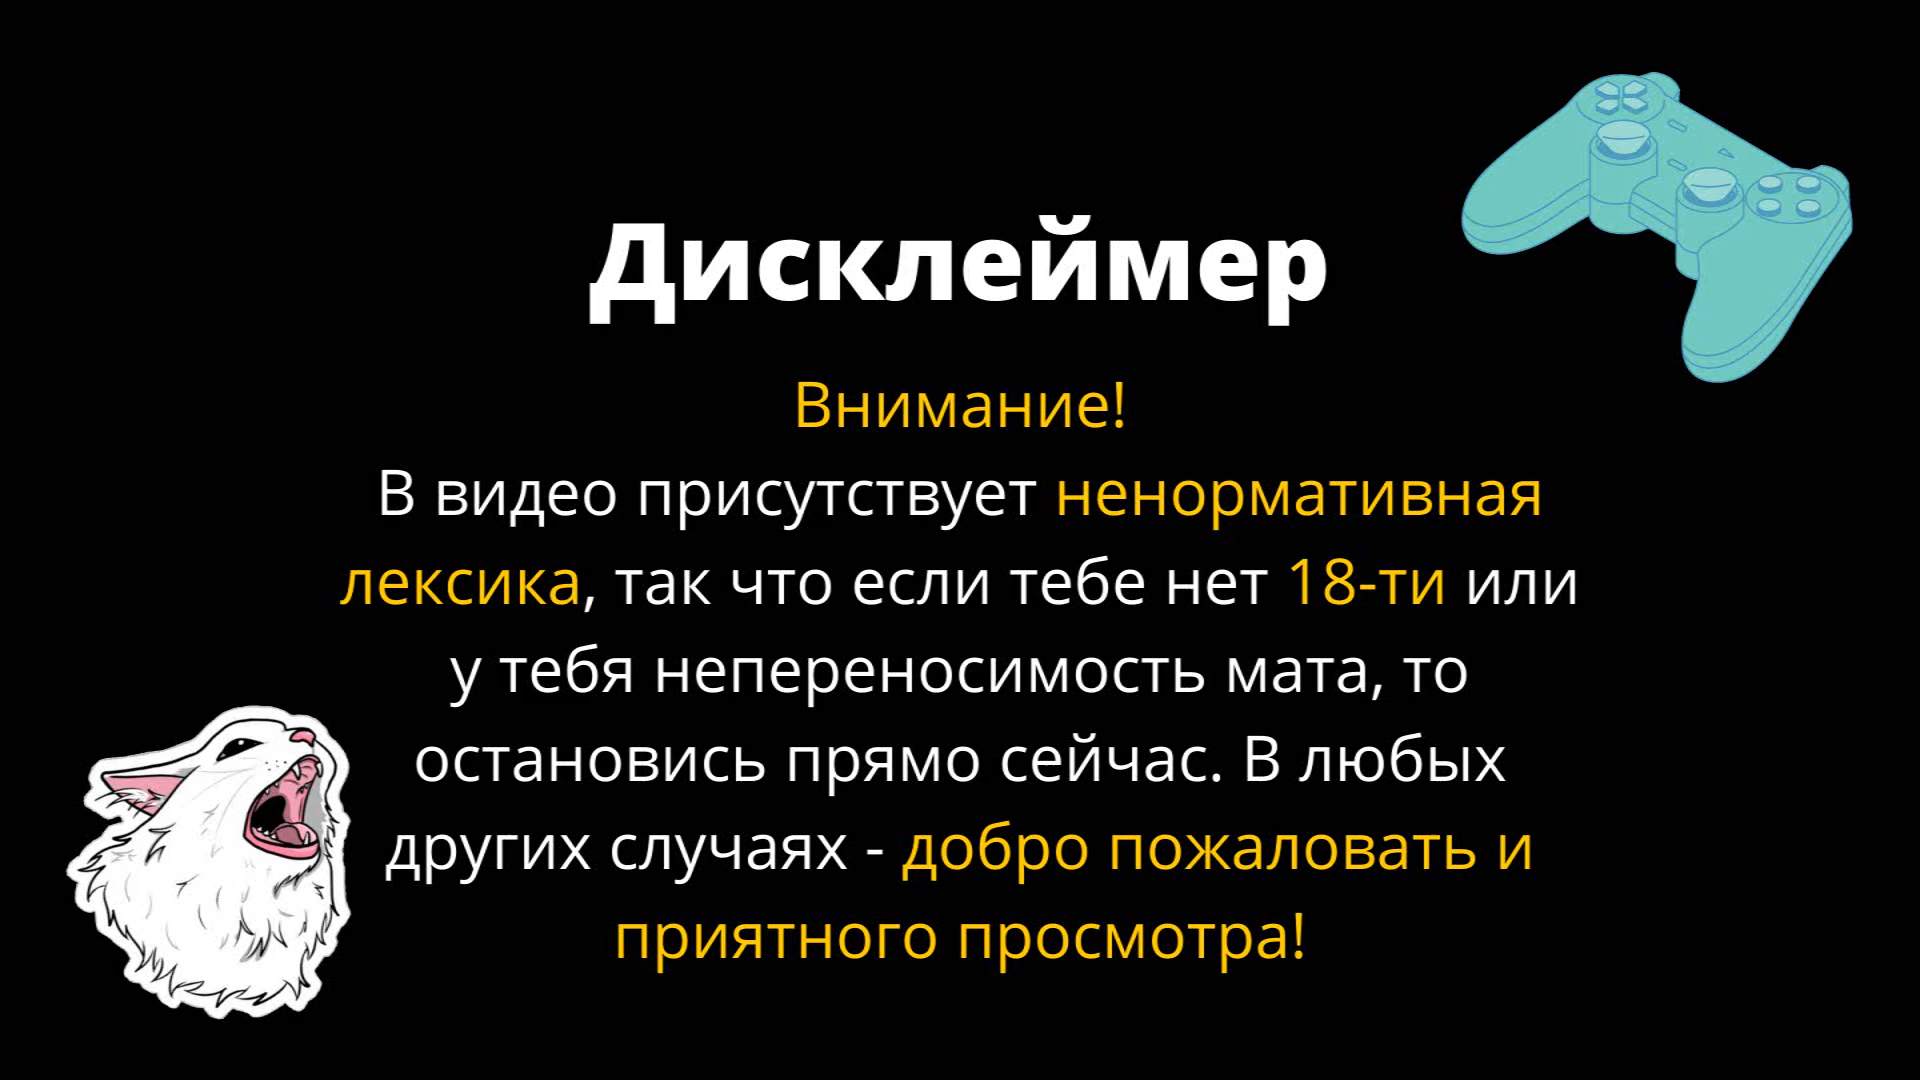 Дисклеймер
Внимание!
В видео присутствует ненормативная
лексика, так что если тебе нет 18-ти или
у тебя непереносимость мата, то
остановись прямо сейчас. В любых
других случаях - добро пожаловать и
приятного просмотра!